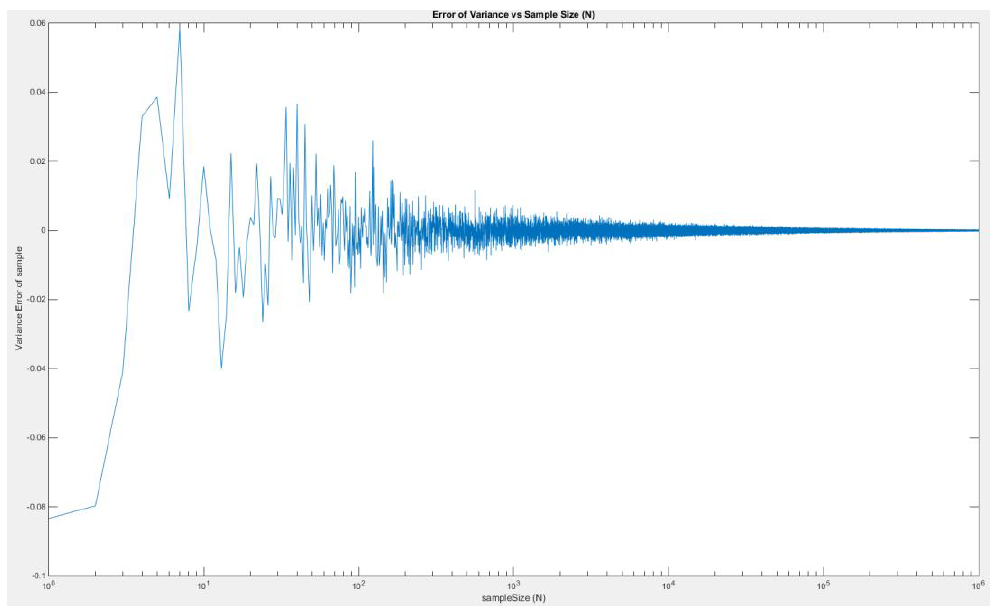 Error of Variance vs Sample Size (N)
0.06
0.04
0.02
0
-0.02
-0.04
-0.06
-0.08
-0.1
Variance Error of sample
10^0 10^1 10^2 10^3 10^4 10^5 10^6
sampleSize (N)